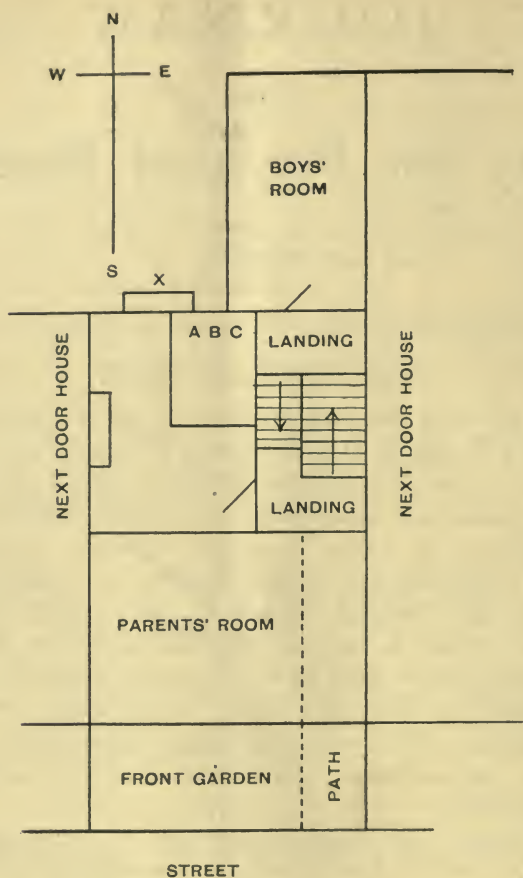 N
W E
S
X
BOYS'
ROOM
A B C
LANDING
NEXT DOOR HOUSE
NEXT DOOR HOUSE
LANDING
PARENTS' ROOM
FRONT GARDEN
PATH
STREET